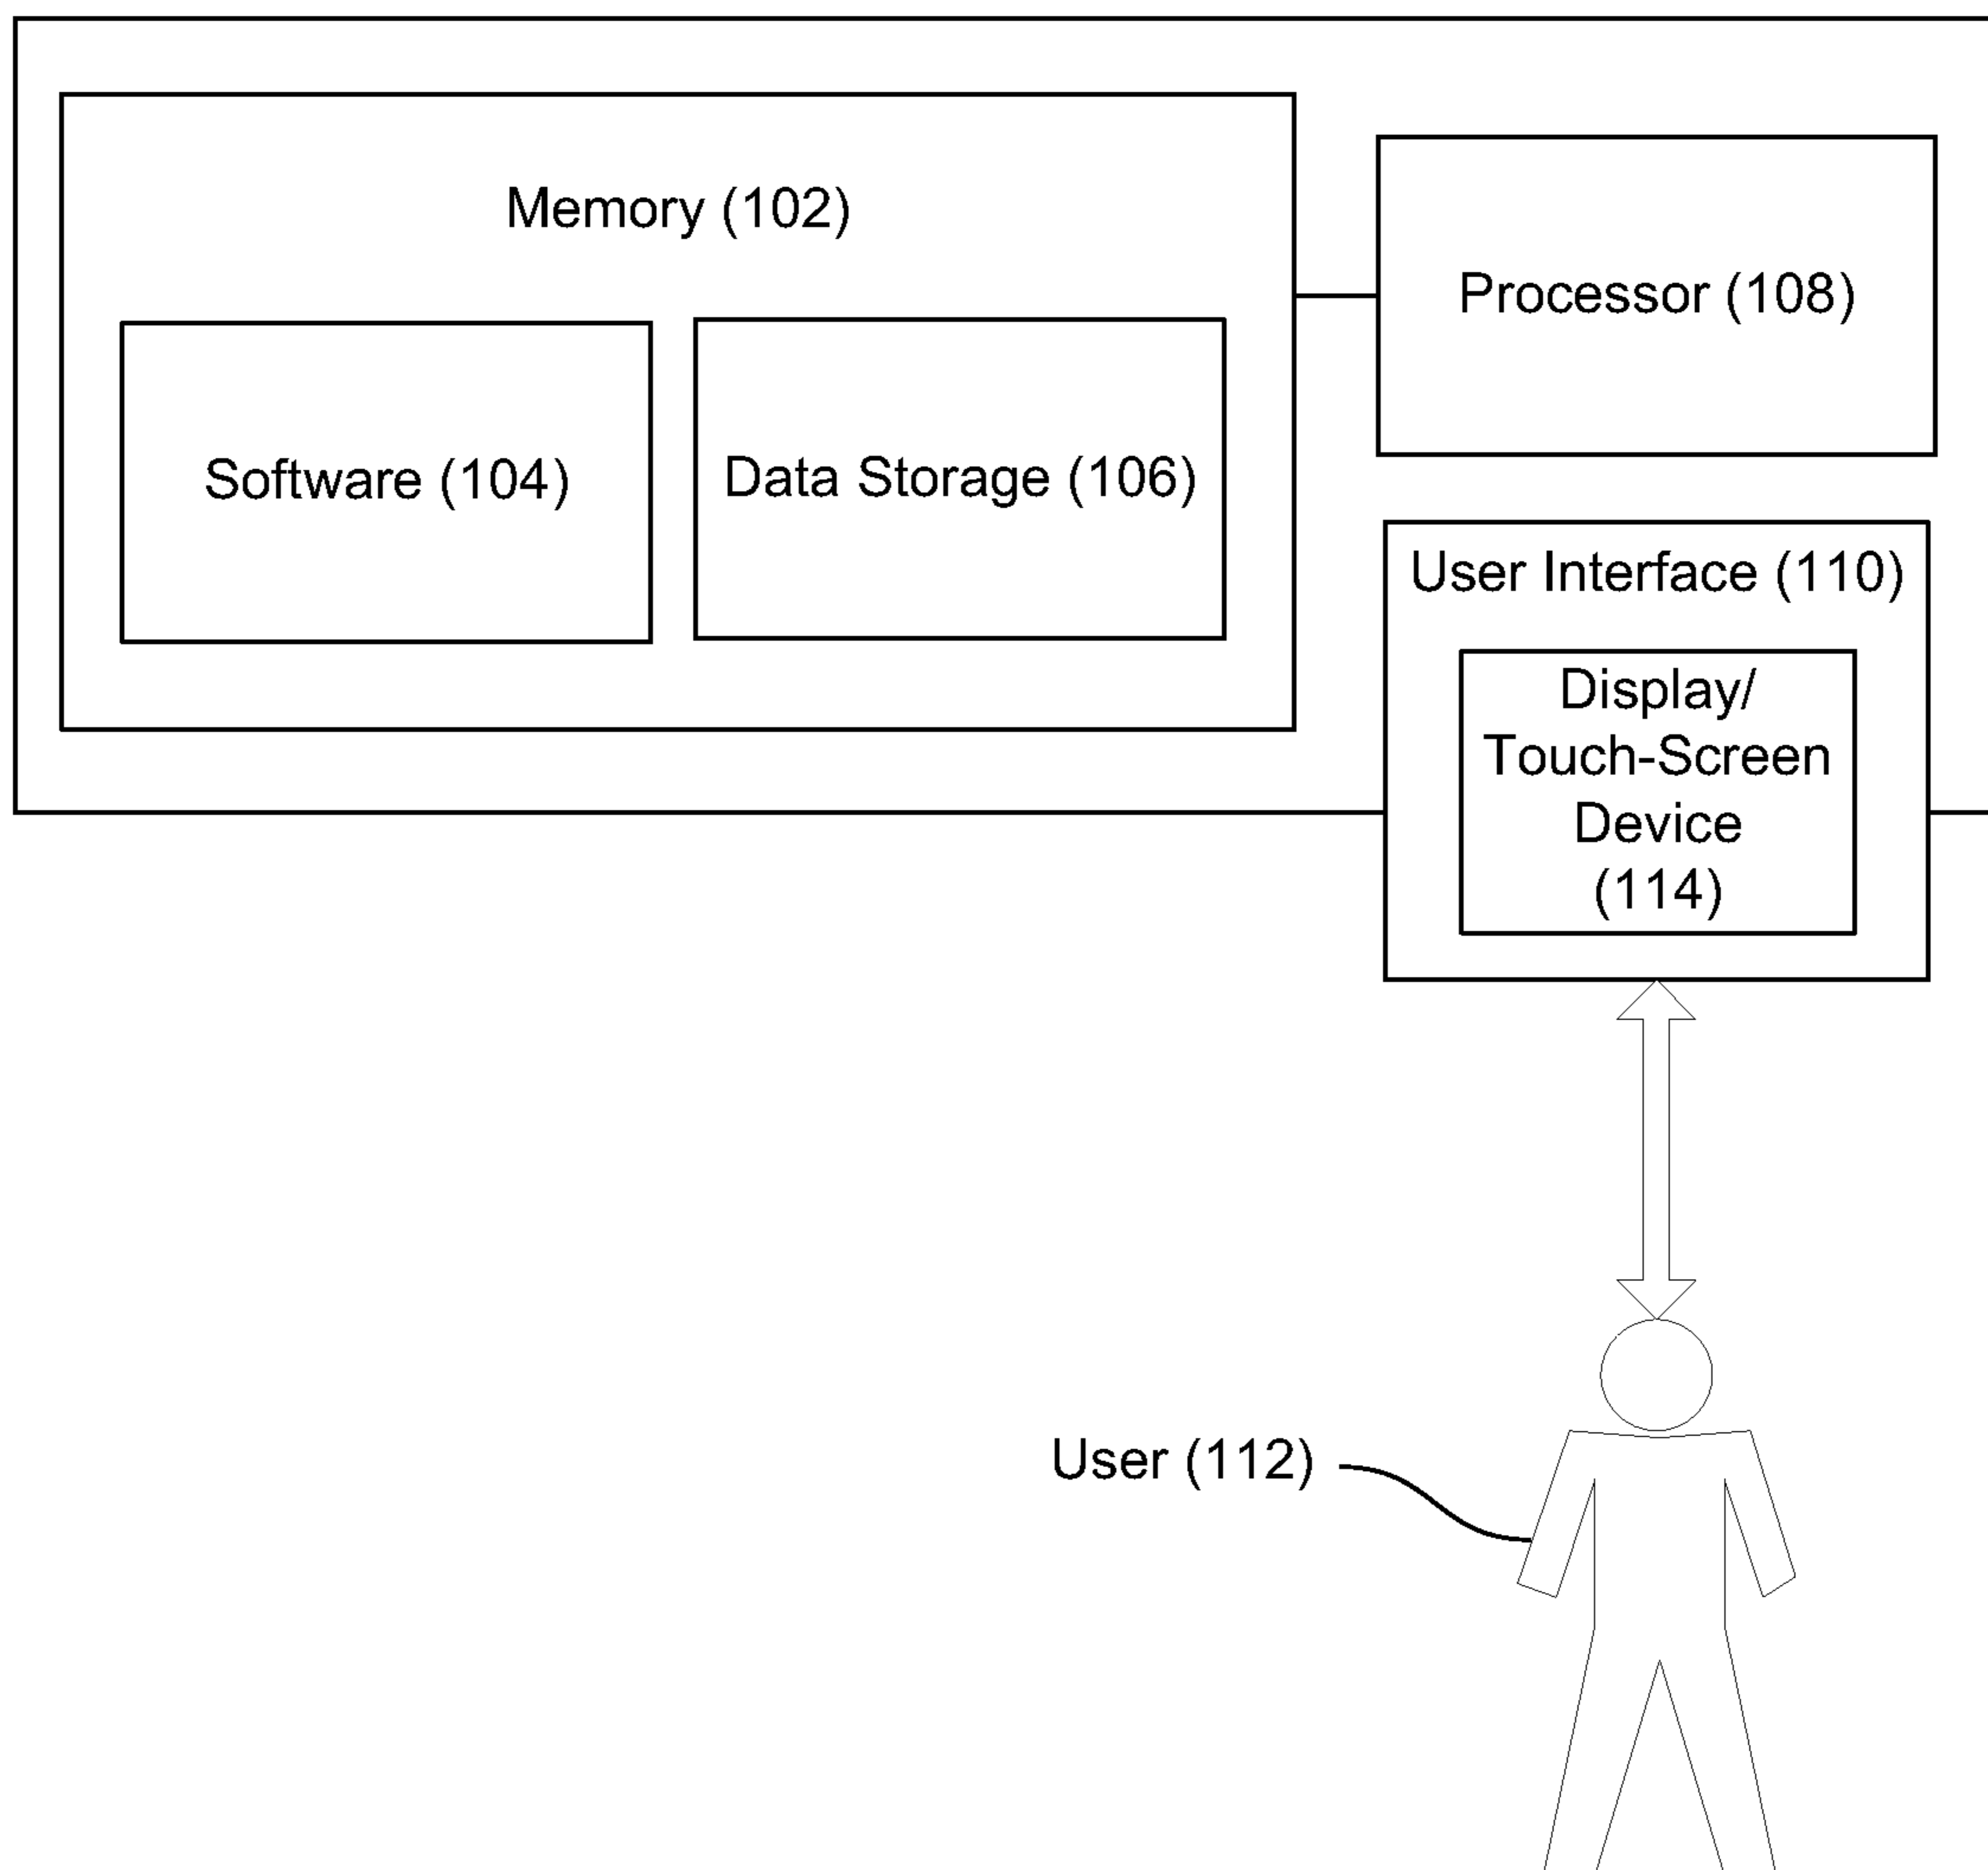 Memory (102)
Processor (108)
Software (104)
Data Storage (106)
User Interface (110)
Display/
Touch-Screen
Device
(114)
User (112)